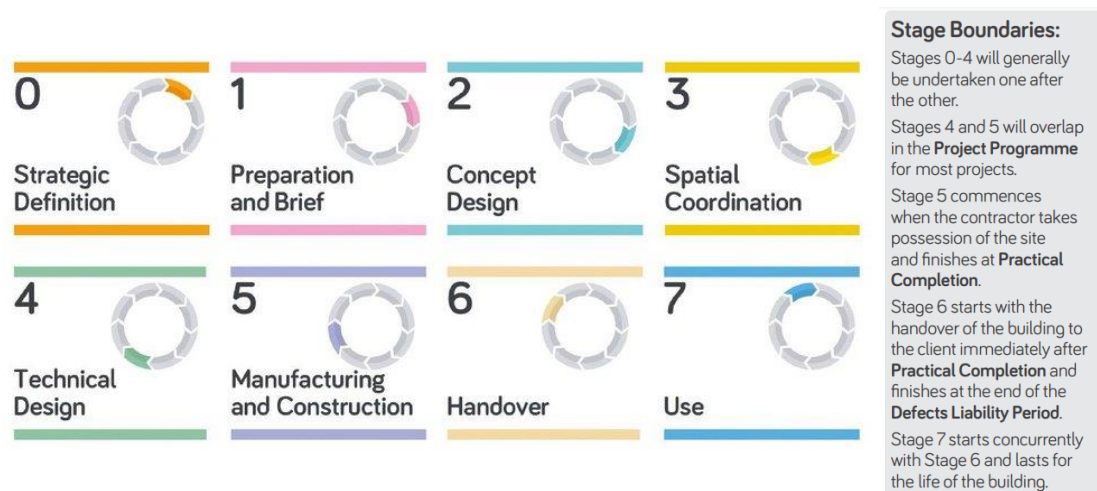 0
Strategic
Definition
1
Preparation
and Brief
2
Concept
Design
3
Spatial
Coordination
4
Technical
Design
5
Manufacturing
and Construction
6
Handover
7
Use
Stage Boundaries:
Stages 0-4 will generally
be undertaken one after
the other.
Stages 4 and 5 will overlap
in the Project Programme
for most projects.
Stage 5 commences
when the contractor takes
possession of the site
and finishes at Practical
Completion.
Stage 6 starts with the
handover of the building to
the client immediately after
Practical Completion and
finishes at the end of the
Defects Liability Period.
Stage 7 starts concurrently
with Stage 6 and lasts for
the life of the building.